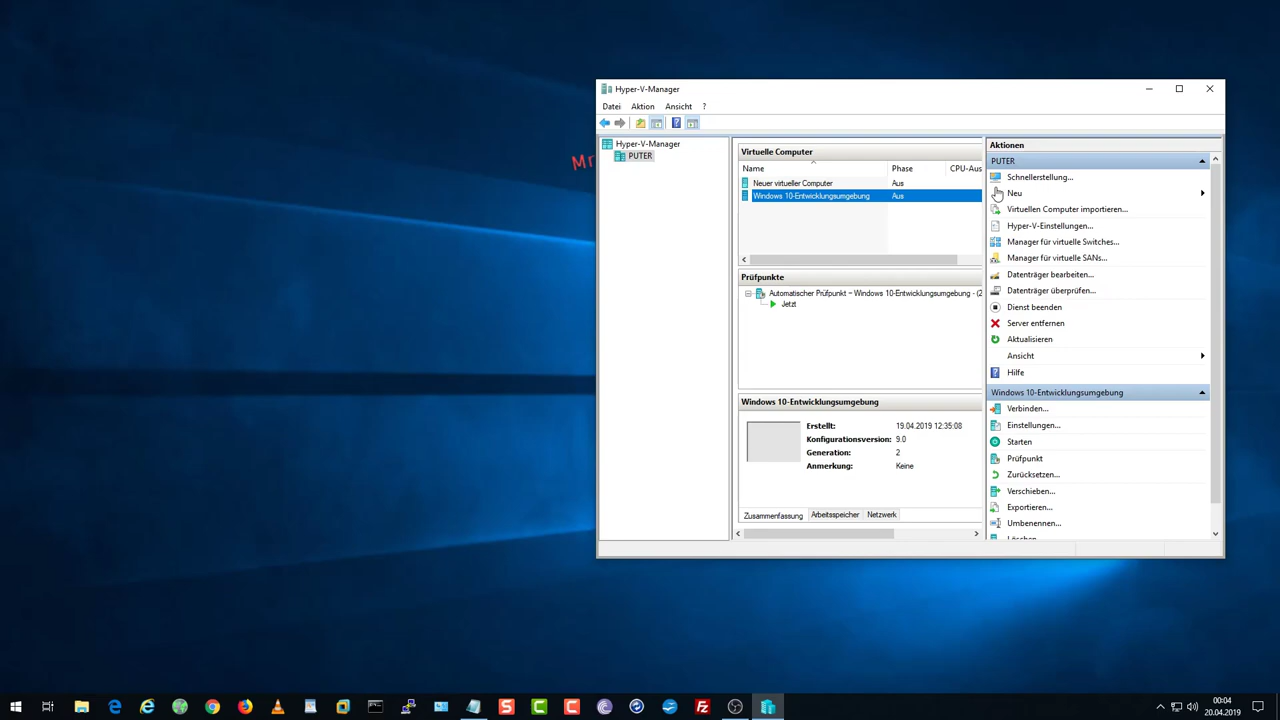 Hyper-V-Manager
Datei Aktion Ansicht ?
Hyper-V-Manager
PUTER
Mr
Virtuelle Computer
Name Phase CPU-Aus
Neuer virtueller Computer Aus
Windows 10-Entwicklungsumgebung Aus
Prüfpunkte
Automatischer Prüfpunkt – Windows 10-Entwicklungsumgebung - (2
Jetzt
Windows 10-Entwicklungsumgebung
Erstellt: 19.04.2019 12:35:08
Konfigurationsversion: 9.0
Generation: 2
Anmerkung: Keine
Zusammenfassung Arbeitsspeicher Netzwerk
Aktionen
PUTER
Schnellerstellung...
Neu
Virtuellen Computer importieren...
Hyper-V-Einstellungen...
Manager für virtuelle Switches...
Manager für virtuelle SANs...
Datenträger bearbeiten...
Datenträger überprüfen...
Dienst beenden
Server entfernen
Aktualisieren
Ansicht
Hilfe
Windows 10-Entwicklungsumgebung
Verbinden...
Einstellungen...
Starten
Prüfpunkt
Zurücksetzen...
Verschieben...
Exportieren...
Umbenennen...
Löschen...
00:04
20.04.2019